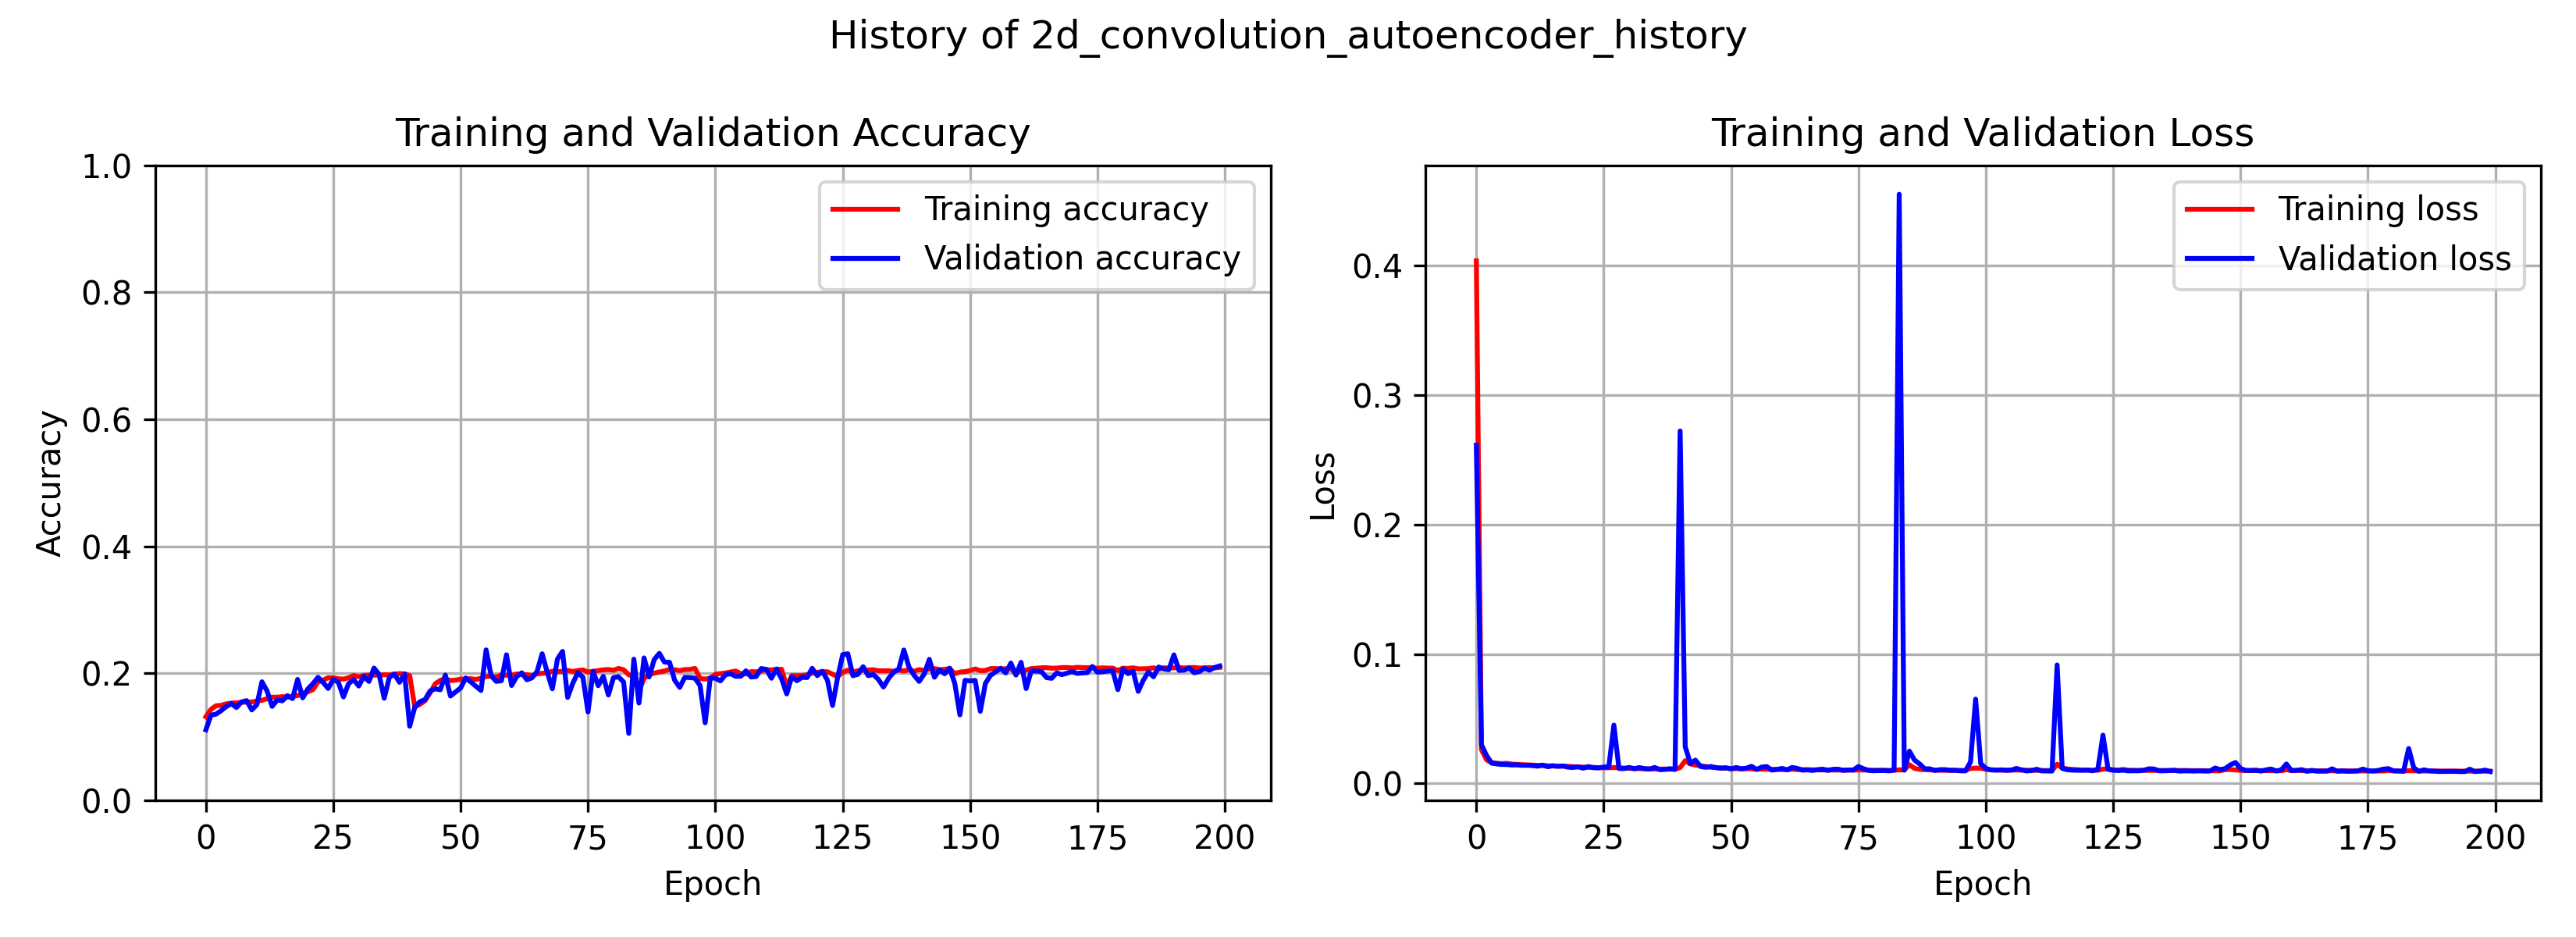 History of 2d_convolution_autoencoder_history
Training and Validation Accuracy
1.0
0.8
0.6
0.4
0.2
0.0
Accuracy
Training accuracy
Validation accuracy
0 25 50 75 100 125 150 175 200
Epoch
Training and Validation Loss
0.4
0.3
0.2
0.1
0.0
Loss
Training loss
Validation loss
0 25 50 75 100 125 150 175 200
Epoch